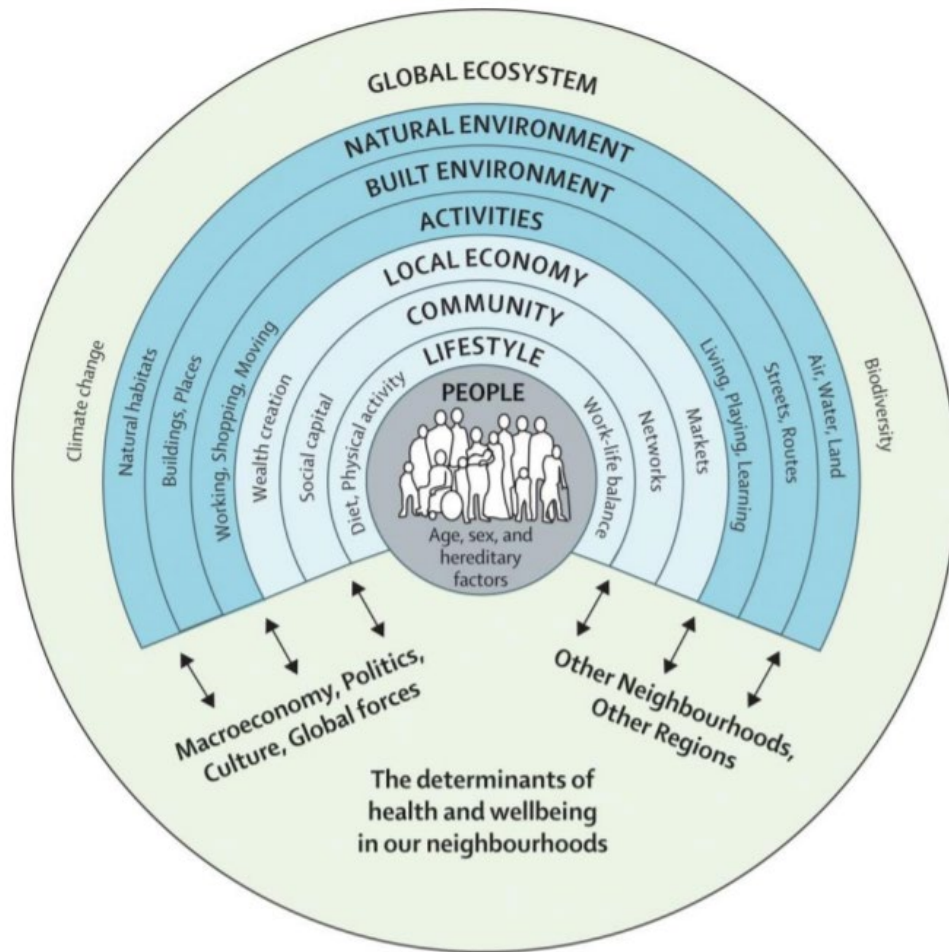 GLOBAL ECOSYSTEM
NATURAL ENVIRONMENT
BUILT ENVIRONMENT
ACTIVITIES
LOCAL ECONOMY
COMMUNITY
LIFESTYLE
PEOPLE
Age, sex, and
hereditary
factors
Climate change
Natural habitats
Buildings, Places
Working, Shopping, Moving
Wealth creation
Social capital
Diet, Physical activity
Work-life balance
Networks
Markets
Living, Playing, Learning
Streets, Routes
Air, Water, Land
Biodiversity
Macroeconomy, Politics,
Culture, Global forces
Other Neighbourhoods,
Other Regions
The determinants of
health and wellbeing
in our neighbourhoods